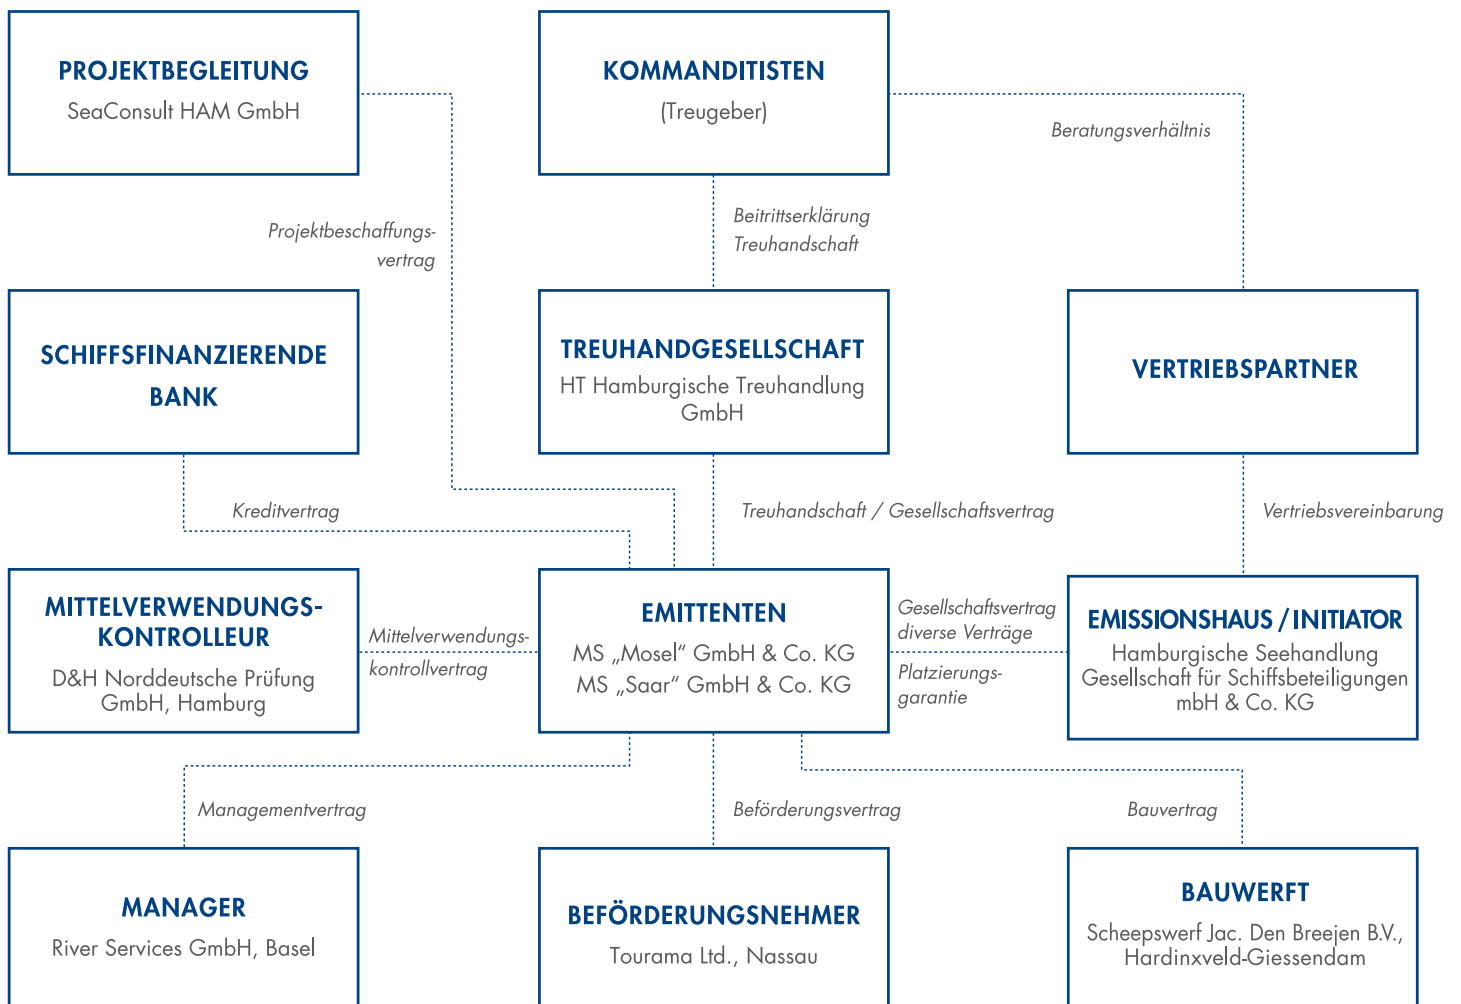 PROJEKTBEGLEITUNG
SeaConsult HAM GmbH
KOMMANDITISTEN
(Treugeber)
Beratungsverhältnis
Projektbeschaffungs-
vertrag
Beitrittserklärung
Treuhandschaft
SCHIFFSFINANZIERENDE
BANK
TREUHANDGESELLSCHAFT
HT Hamburgische Treuhandlung
GmbH
VERTRIEBSPARTNER
Kreditvertrag
Treuhandschaft / Gesellschaftsvertrag
Vertriebsvereinbarung
MITTELVERWENDUNGS-
KONTROLLEUR
D&H Norddeutsche Prüfung
GmbH, Hamburg
Mittelverwendungs-
kontrollvertrag
EMITTENTEN
MS „Mosel“ GmbH & Co. KG
MS „Saar“ GmbH & Co. KG
Gesellschaftsvertrag
diverse Verträge
Platzierungs-
garantie
EMISSIONSHAUS / INITIATOR
Hamburgische Seehandlung
Gesellschaft für Schiffsbeteiligungen
mbH & Co. KG
Managementvertrag
Beförderungsvertrag
Bauvertrag
MANAGER
River Services GmbH, Basel
BEFÖRDERUNGSNEHMER
Tourama Ltd., Nassau
BAUWERFT
Scheepswerf Jac. Den Breejen B.V.,
Hardinxveld-Giessendam